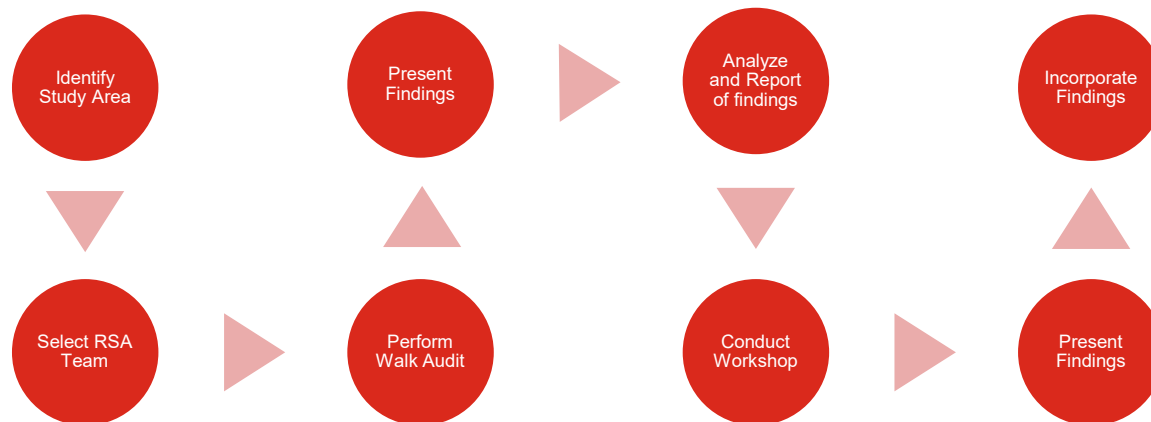 Identify
Study Area
Select RSA
Team
Perform
Walk Audit
Present
Findings
Analyze
and Report
of findings
Conduct
Workshop
Present
Findings
Incorporate
Findings